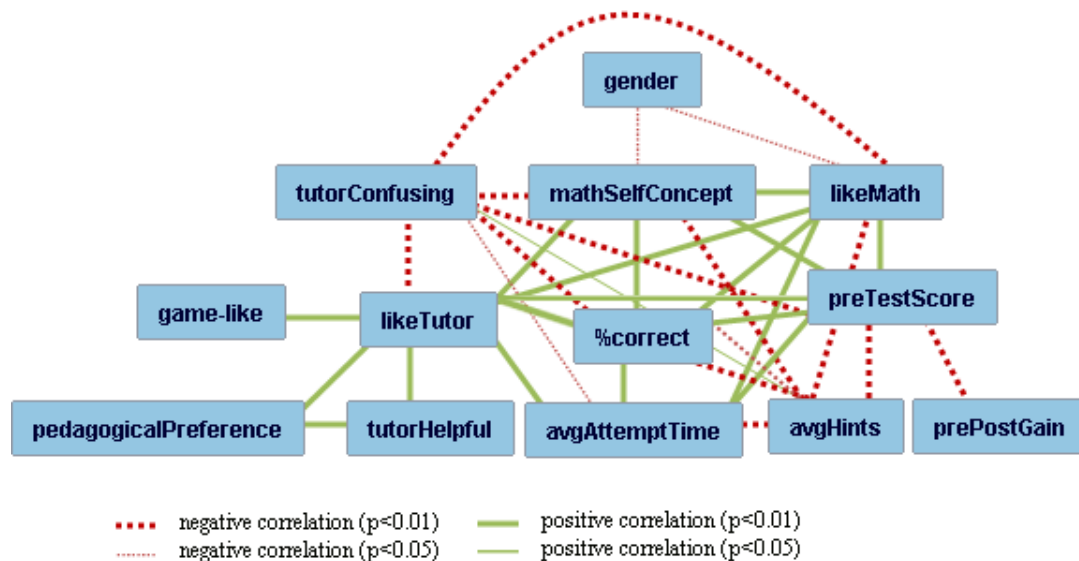 gender
tutorConfusing
mathSelfConcept
likeMath
game-like
likeTutor
%correct
preTestScore
pedagogicalPreference
tutorHelpful
avgAttemptTime
avgHints
prePostGain
negative correlation (p<0.01)
positive correlation (p<0.01)
negative correlation (p<0.05)
positive correlation (p<0.05)